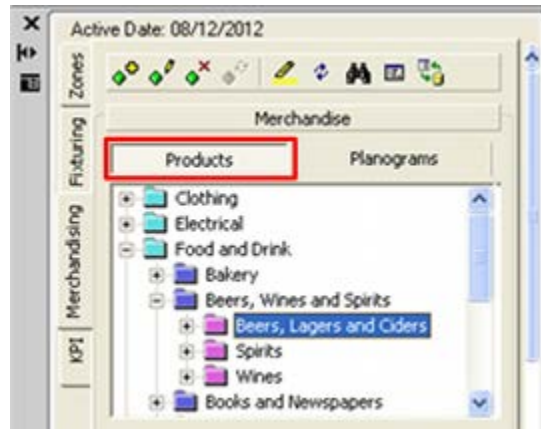 Active Date: 08/12/2012
Zones
Fixturing
Merchandising
KPI
Merchandise
Products Planograms
Clothing
Electrical
Food and Drink
Bakery
Beers, Wines and Spirits
Beers, Lagers and Ciders
Spirits
Wines
Books and Newspapers